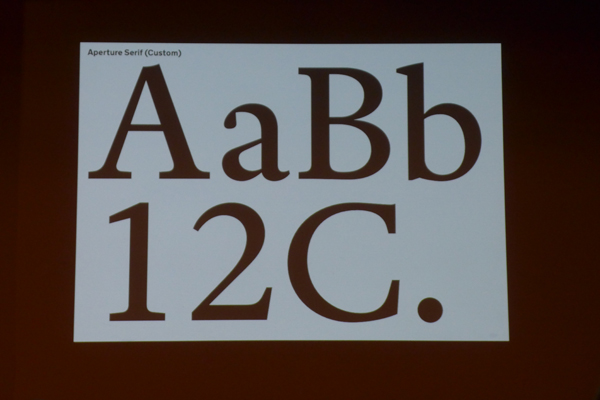 Aperture Serif (Custom)
AaBb
12C.